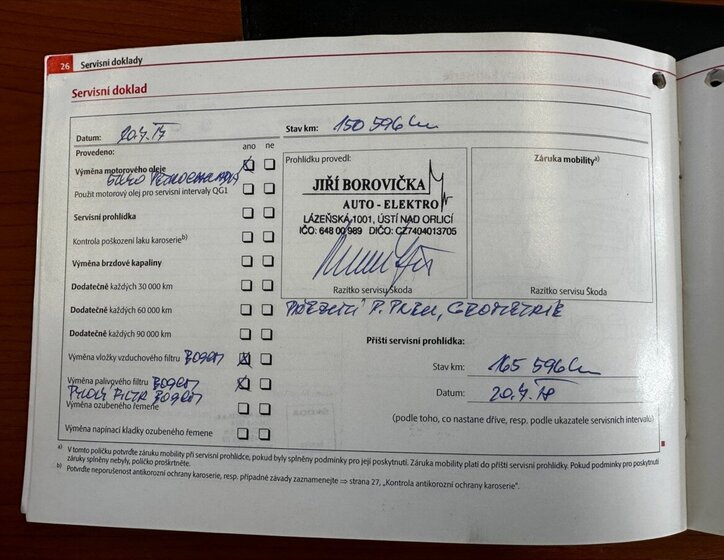 26 Servisní doklady
Servisní doklad
Datum: 20.4.17 Stav km: 150 596 km
Provedeno: ano ne
Výměna motorového oleje
Použít motorový olej pro servisní intervaly QG1
Servisní prohlídka
Kontrola poškození laku karoserie b)
Výměna brzdové kapaliny
Dodatečně každých 30 000 km
Dodatečně každých 60 000 km
Dodatečně každých 90 000 km
Výměna vložky vzduchového filtru BOGEN
Výměna palivového filtru BOGEN
PYLOV FILTR BOGEN
Výměna ozubeného řemene
Výměna napínací kladky ozubeného řemene
Prohlídku provedl:
JIŘÍ BOROVIČKA
AUTO - ELEKTRO
LÁZEŇSKÁ 1001, ÚSTÍ NAD ORLICÍ
IČO: 648 00 989 DIČO: CZ7404013705
Razítko servisu Škoda
Záruka mobility a)
Razítko servisu Škoda
GEOMETRIE
Příští servisní prohlídka:
Stav km: 165 596 km
Datum: 20.4.18
(podle toho, co nastane dříve, resp. podle ukazatele servisních intervalů)
a) V tomto políčku potvrďte záruku mobility při servisní prohlídce, pokud byly splněny podmínky pro její poskytnutí. Záruka mobility platí do příští servisní prohlídky. Pokud podmínky pro poskytnutí
záruky splněny nebyly, políčko proškrtněte.
b) Potvrďte neporušenost antikorozní ochrany karoserie, resp. případné závady zaznamenejte ⇒ strana 27, „Kontrola antikorozní ochrany karoserie“.